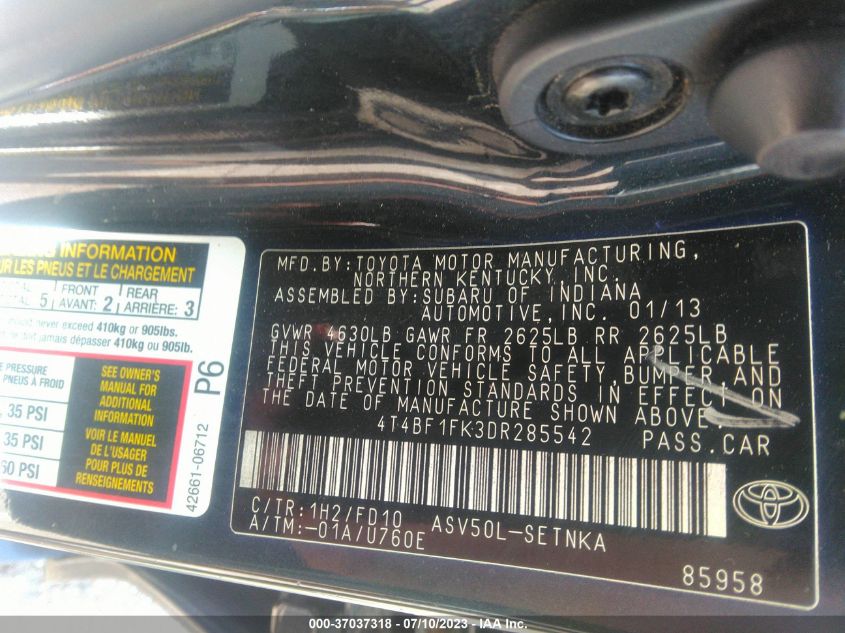 INFORMATION
UR LES PNEUS ET LE CHARGEMENT
5 FRONT AVANT: 2 REAR ARRIÈRE: 3
never exceed 410kg or 905lbs.
jamais dépasser 410kg ou 905lb.
PRESSURE
PNEUS À FROID
35 PSI
35 PSI
60 PSI
SEE OWNER'S
MANUAL FOR
ADDITIONAL
INFORMATION
VOIR LE MANUEL
DE L'USAGER
POUR PLUS DE
RENSEIGNEMENTS
P6
42661-06712
MFD.BY:TOYOTA MOTOR MANUFACTURING,
NORTHERN KENTUCKY, INC.
ASSEMBLED BY:SUBARU OF INDIANA
AUTOMOTIVE,INC. 01/13
GVWR 4630LB GAWR FR 2625LB RR 2625LB
THIS VEHICLE CONFORMS TO ALL APPLICABLE
FEDERAL MOTOR VEHICLE SAFETY,BUMPER,AND
THEFT PREVENTION STANDARDS IN EFFECT ON
THE DATE OF MANUFACTURE SHOWN ABOVE.
4T4BF1FK3DR285542 PASS.CAR
C/TR:1H2/FD10 ASV50L-SETNKA
A/TM:-01A/U760E
85958
000-37037318 - 07/10/2023 - © IAA Inc.